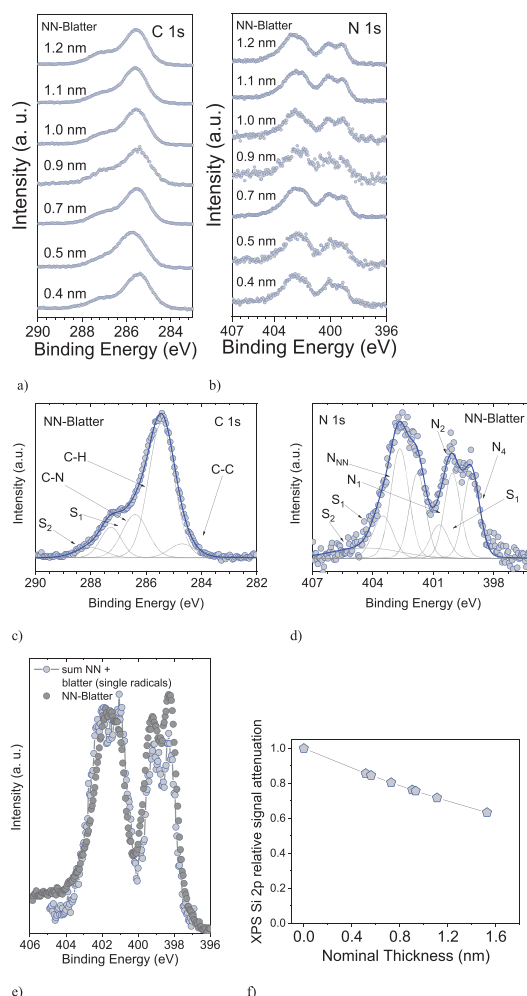 NN-Blatter
C 1s
1.2 nm
1.1 nm
1.0 nm
0.9 nm
0.7 nm
0.5 nm
0.4 nm
Intensity (a. u.)
290 288 286 284
Binding Energy (eV)
a)
NN-Blatter
N 1s
1.2 nm
1.1 nm
1.0 nm
0.9 nm
0.7 nm
0.5 nm
0.4 nm
Intensity (a. u.)
407 404 402 400 398 396
Binding Energy (eV)
b)
NN-Blatter
C 1s
C-H
C-N
S1
S2
C-C
Intensity (a.u.)
290 288 286 284 282
Binding Energy (eV)
c)
N 1s
NN-Blatter
N2
NNN
N1
N4
S1
S2
S1
Intensity (a.u.)
407 404 401 398
Binding Energy (eV)
d)
sum NN +
blatter (single radicals)
NN-Blatter
Intensity (a. u.)
406 404 402 400 398 396
Binding Energy (eV)
e)
XPS Si 2p relative signal attenuation
1.0
0.8
0.6
0.4
0.2
0.0
0.0 0.4 0.8 1.2 1.6
Nominal Thickness (nm)
f)